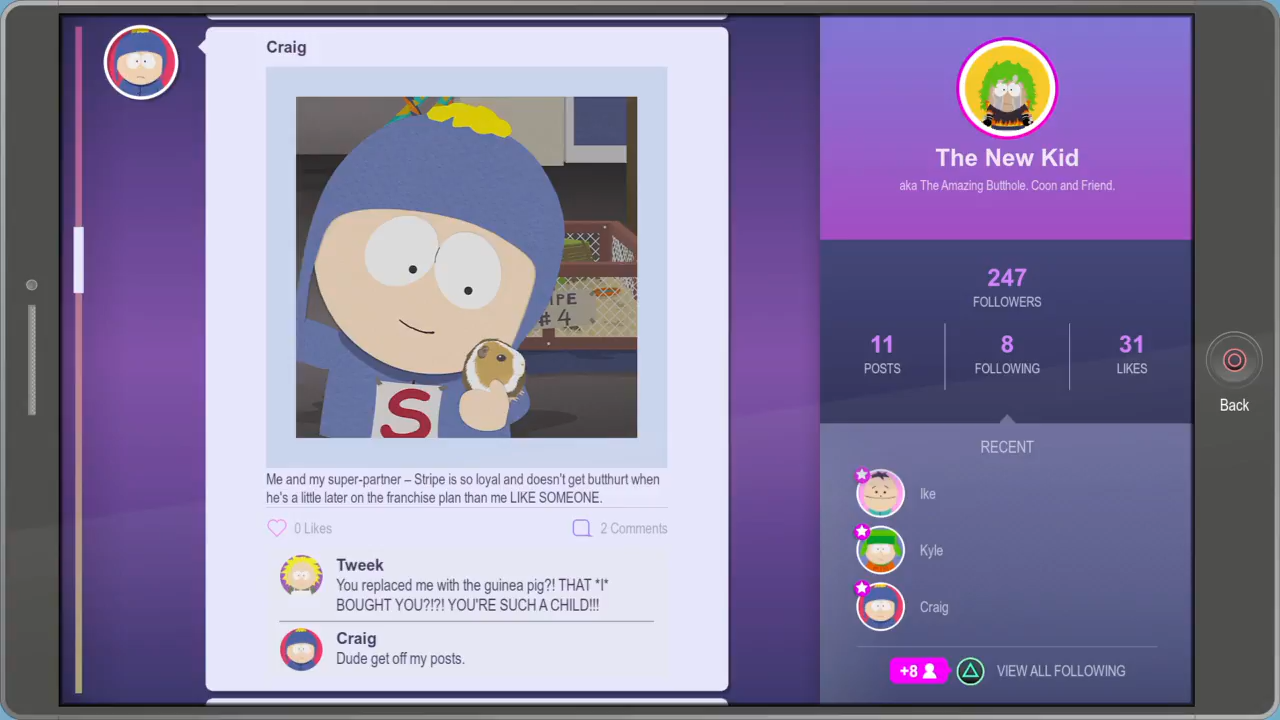 Craig
IPE
# 4
S
Me and my super-partner – Stripe is so loyal and doesn't get butthurt when
he's a little later on the franchise plan than me LIKE SOMEONE.
0 Likes
2 Comments
Tweek
You replaced me with the guinea pig?! THAT *I*
BOUGHT YOU?!?! YOU'RE SUCH A CHILD!!!
Craig
Dude get off my posts.
The New Kid
aka The Amazing Butthole. Coon and Friend.
247
FOLLOWERS
11
POSTS
8
FOLLOWING
31
LIKES
RECENT
Ike
Kyle
Craig
+8
VIEW ALL FOLLOWING
Back